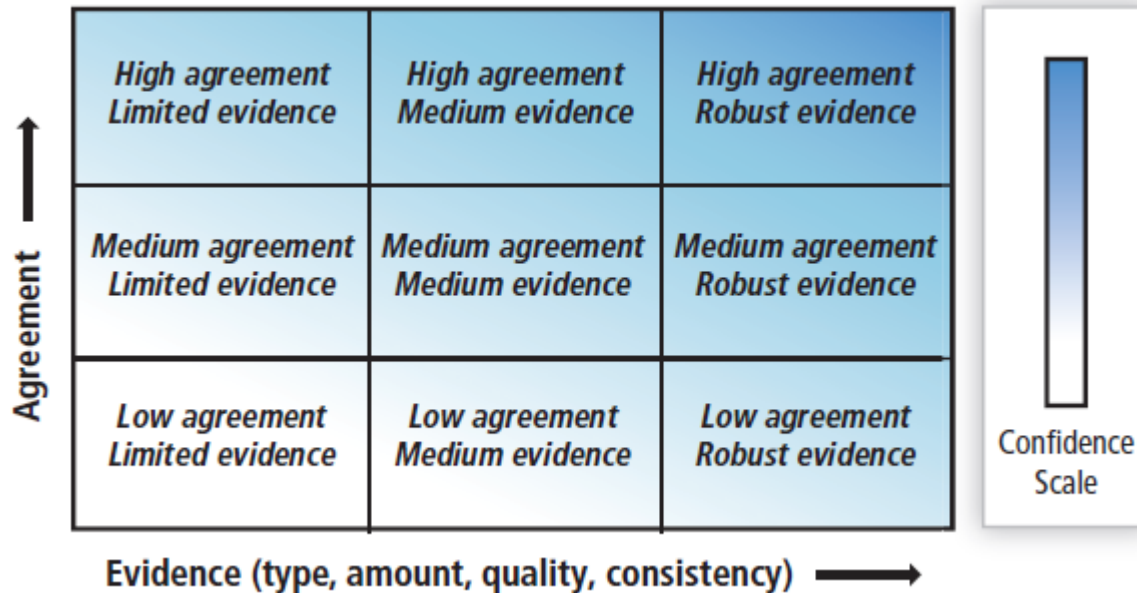 High agreement
Limited evidence
High agreement
Medium evidence
High agreement
Robust evidence
Medium agreement
Limited evidence
Medium agreement
Medium evidence
Medium agreement
Robust evidence
Low agreement
Limited evidence
Low agreement
Medium evidence
Low agreement
Robust evidence
Agreement
Evidence (type, amount, quality, consistency)
Confidence
Scale